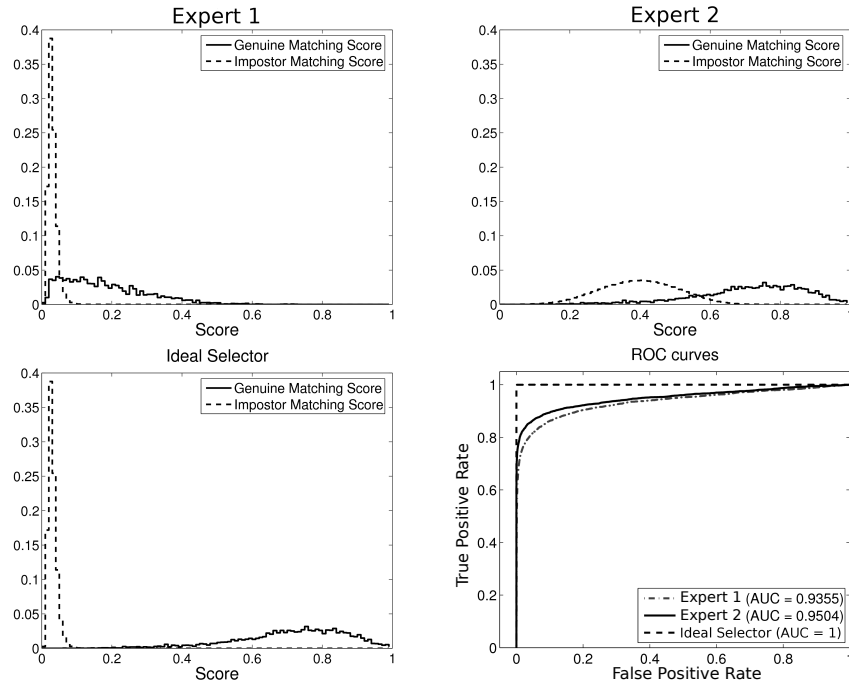 Expert 1
0.4
0.35
0.3
0.25
0.2
0.15
0.1
0.05
0
0 0.2 0.4 0.6 0.8 1
Score
Genuine Matching Score
Impostor Matching Score
Expert 2
0.4
0.35
0.3
0.25
0.2
0.15
0.1
0.05
0
0 0.2 0.4 0.6 0.8 1
Score
Genuine Matching Score
Impostor Matching Score
Ideal Selector
0.4
0.35
0.3
0.25
0.2
0.15
0.1
0.05
0
0 0.2 0.4 0.6 0.8 1
Score
Genuine Matching Score
Impostor Matching Score
ROC curves
True Positive Rate
1
0.8
0.6
0.4
0.2
0
0 0.2 0.4 0.6 0.8
False Positive Rate
Expert 1 (AUC = 0.9355)
Expert 2 (AUC = 0.9504)
Ideal Selector (AUC = 1)